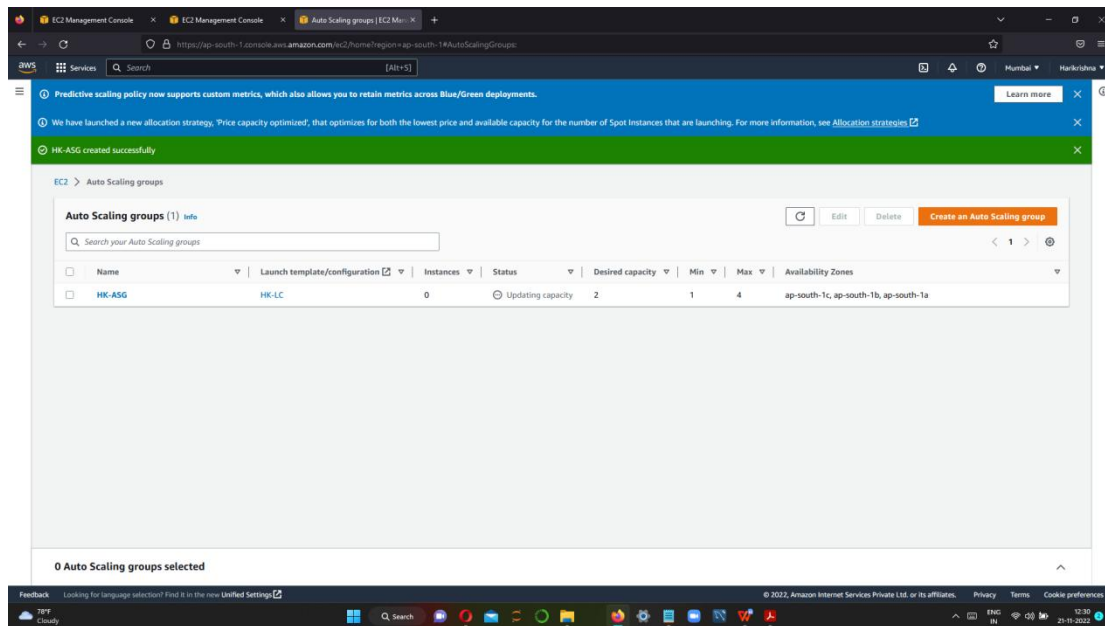 EC2 Management Console
EC2 Management Console
Auto Scaling groups | EC2 Man
https://ap-south-1.console.aws.amazon.com/ec2/home?region=ap-south-1#AutoScalingGroups:
aws Services Search [Alt+S] Mumbai Harikrishna
Predictive scaling policy now supports custom metrics, which also allows you to retain metrics across Blue/Green deployments. Learn more
We have launched a new allocation strategy, 'Price capacity optimized', that optimizes for both the lowest price and available capacity for the number of Spot Instances that are launching. For more information, see Allocation strategies
HK-ASG created successfully
EC2 > Auto Scaling groups
Auto Scaling groups (1) Info Edit Delete Create an Auto Scaling group
Search your Auto Scaling groups 1
Name Launch template/configuration Instances Status Desired capacity Min Max Availability Zones
HK-ASG HK-LC 0 Updating capacity 2 1 4 ap-south-1c, ap-south-1b, ap-south-1a
0 Auto Scaling groups selected
Feedback Looking for language selection? Find it in the new Unified Settings © 2022, Amazon Internet Services Private Ltd. or its affiliates. Privacy Terms Cookie preferences
78°F Search ENG 12:30
Cloudy IN 21-11-2022 2